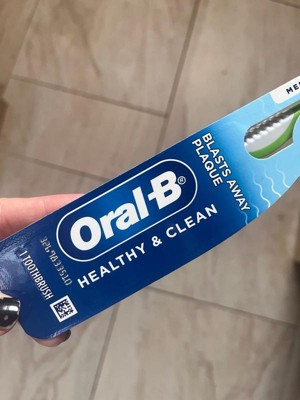 Oral-B®
HEALTHY & CLEAN
BLASTS AWAY
PLAQUE
1 TOOTHBRUSH